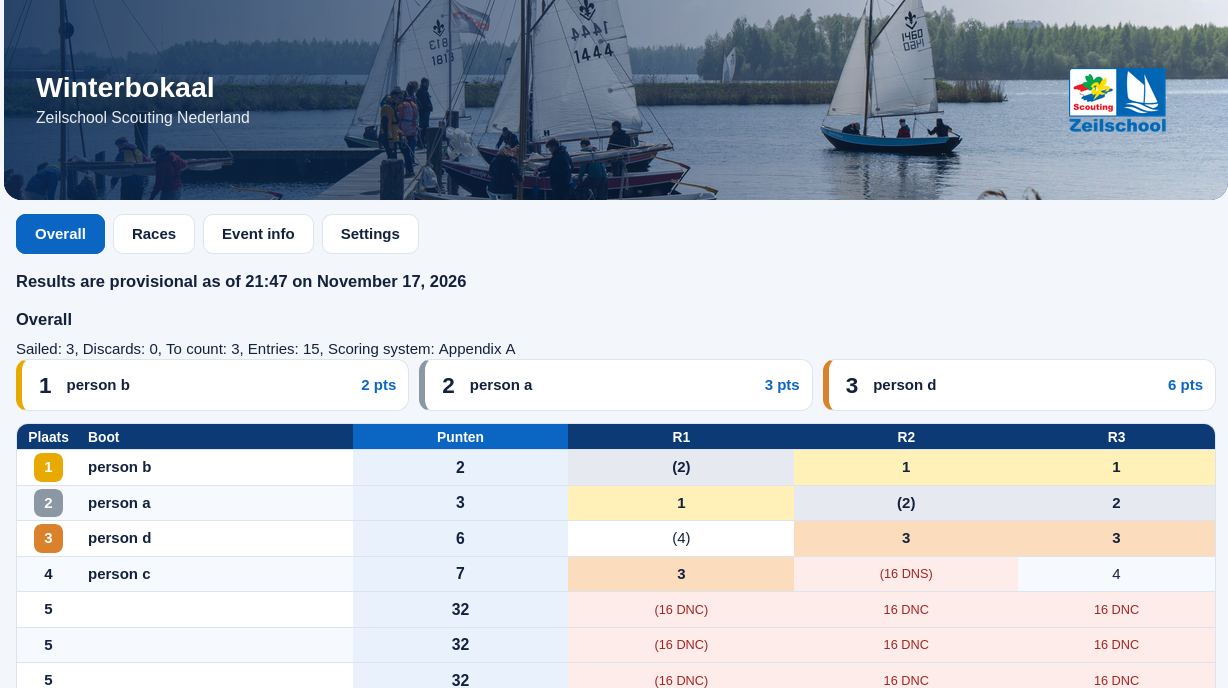 1813
1444
1444
1460
Winterbokaal
Zeilschool Scouting Nederland
Scouting
Zeilschool
Overall Races Event info Settings
Results are provisional as of 21:47 on November 17, 2026
Overall
Sailed: 3, Discards: 0, To count: 3, Entries: 15, Scoring system: Appendix A
1 person b 2 pts 2 person a 3 pts 3 person d 6 pts
Plaats Boot Punten R1 R2 R3
1 person b 2 (2) 1 1
2 person a 3 1 (2) 2
3 person d 6 (4) 3 3
4 person c 7 3 (16 DNS) 4
5 32 (16 DNC) 16 DNC 16 DNC
5 32 (16 DNC) 16 DNC 16 DNC
5 32 (16 DNC) 16 DNC 16 DNC